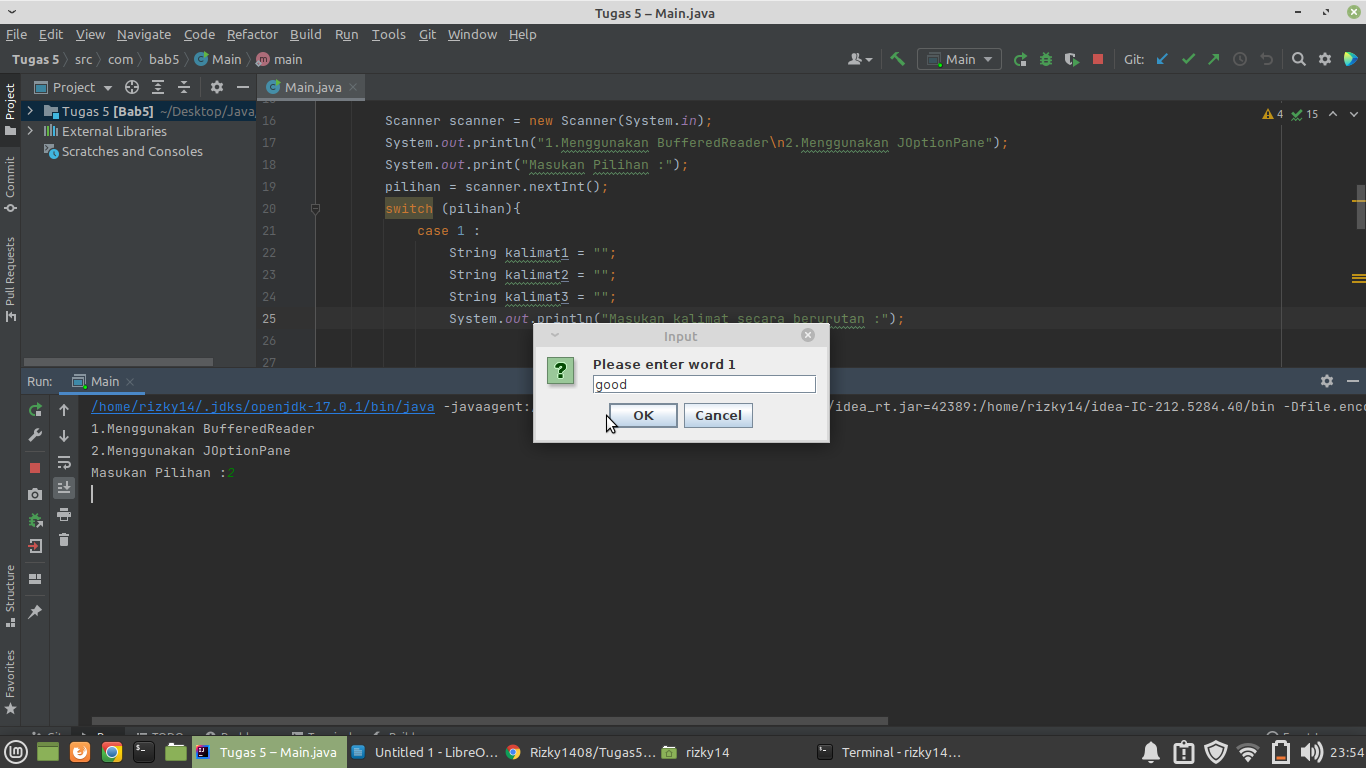 Tugas 5 – Main.java
File Edit View Navigate Code Refactor Build Run Tools Git Window Help
Tugas 5 src com bab5 Main main
Main
Git:
Project
Main.java
Project
Commit
Pull Requests
Structure
Favorites
Tugas 5 [Bab5] ~/Desktop/Java
External Libraries
Scratches and Consoles
4 15
16 Scanner scanner = new Scanner(System.in);
17 System.out.println("1.Menggunakan BufferedReader\n2.Menggunakan JOptionPane");
18 System.out.print("Masukan Pilihan :");
19 pilihan = scanner.nextInt();
20 switch (pilihan){
21 case 1 :
22 String kalimat1 = "";
23 String kalimat2 = "";
24 String kalimat3 = "";
25 System.out.println("Masukan kalimat secara berurutan :");
26
27
Input
Please enter word 1
good
OK Cancel
Run: Main
/home/rizky14/.jdks/openjdk-17.0.1/bin/java -javaagent: /idea_rt.jar=42389:/home/rizky14/idea-IC-212.5284.40/bin -Dfile.enco
1.Menggunakan BufferedReader
2.Menggunakan JOptionPane
Masukan Pilihan :2
Tugas 5 – Main.java
Untitled 1 - LibreO...
Rizky1408/Tugas5...
rizky14
Terminal - rizky14...
23:54